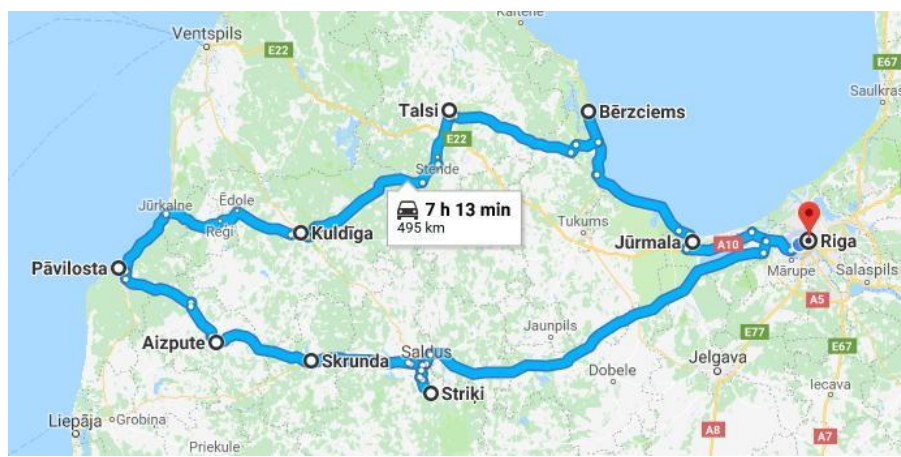 Kaltene
Ventspils
E22
E67
Saulkras
Talsi
Bērzciems
E22
Stende
Jūrkalne
Ēdole
7 h 13 min
495 km
Reģi
Kuldīga
Tukums
Jūrmala
A10
Riga
Mārupe
Salaspils
Pāvilosta
A5
Jaunpils
E77
E67
Aizpute
Saldus
Skrunda
Jelgava
Dobele
Striķi
Iecava
Liepāja
Grobiņa
A8
A7
Priekule